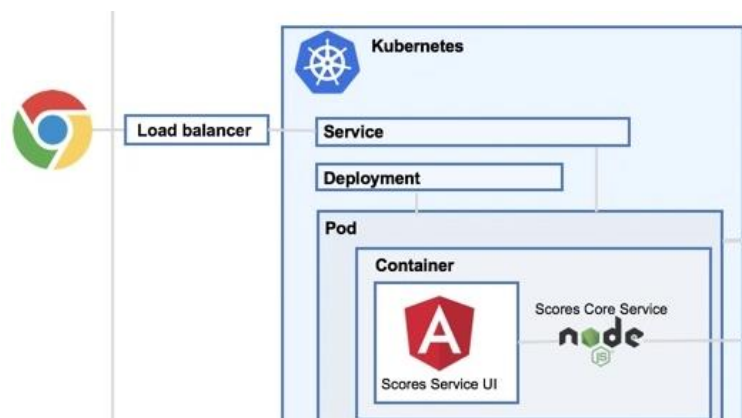 Kubernetes
Load balancer
Service
Deployment
Pod
Container
Scores Core Service
node
JS
A
Scores Service UI